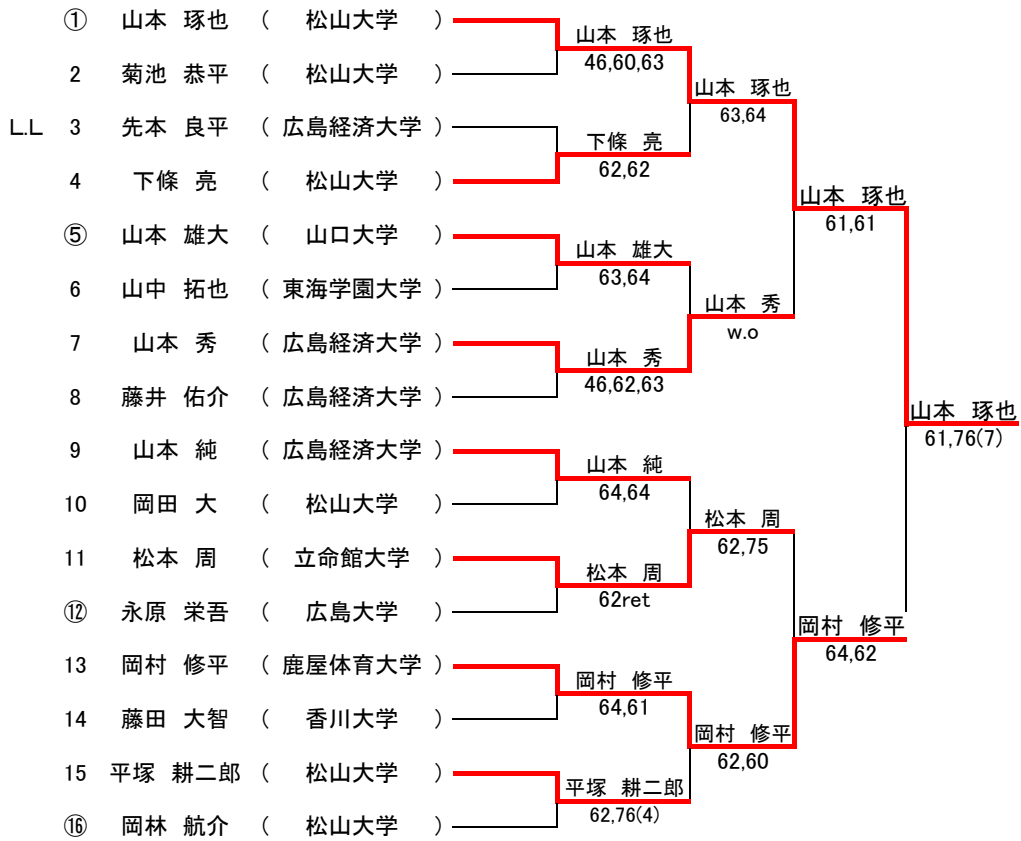 ① 山本 琢也 ( 松山大学 )
山本 琢也
46,60,63
2 菊池 恭平 ( 松山大学 )
山本 琢也
63,64
L.L 3 先本 良平 ( 広島経済大学 )
下條 亮
62,62
4 下條 亮 ( 松山大学 )
山本 琢也
61,61
⑤ 山本 雄大 ( 山口大学 )
山本 雄大
63,64
6 山中 拓也 ( 東海学園大学 )
山本 秀
w.o
7 山本 秀 ( 広島経済大学 )
山本 秀
46,62,63
8 藤井 佑介 ( 広島経済大学 )
山本 琢也
61,76(7)
9 山本 純 ( 広島経済大学 )
山本 純
64,64
10 岡田 大 ( 松山大学 )
松本 周
62,75
11 松本 周 ( 立命館大学 )
松本 周
62ret
⑫ 永原 栄吾 ( 広島大学 )
岡村 修平
64,62
13 岡村 修平 ( 鹿屋体育大学 )
岡村 修平
64,61
14 藤田 大智 ( 香川大学 )
岡村 修平
62,60
15 平塚 耕二郎 ( 松山大学 )
平塚 耕二郎
62,76(4)
⑯ 岡林 航介 ( 松山大学 )